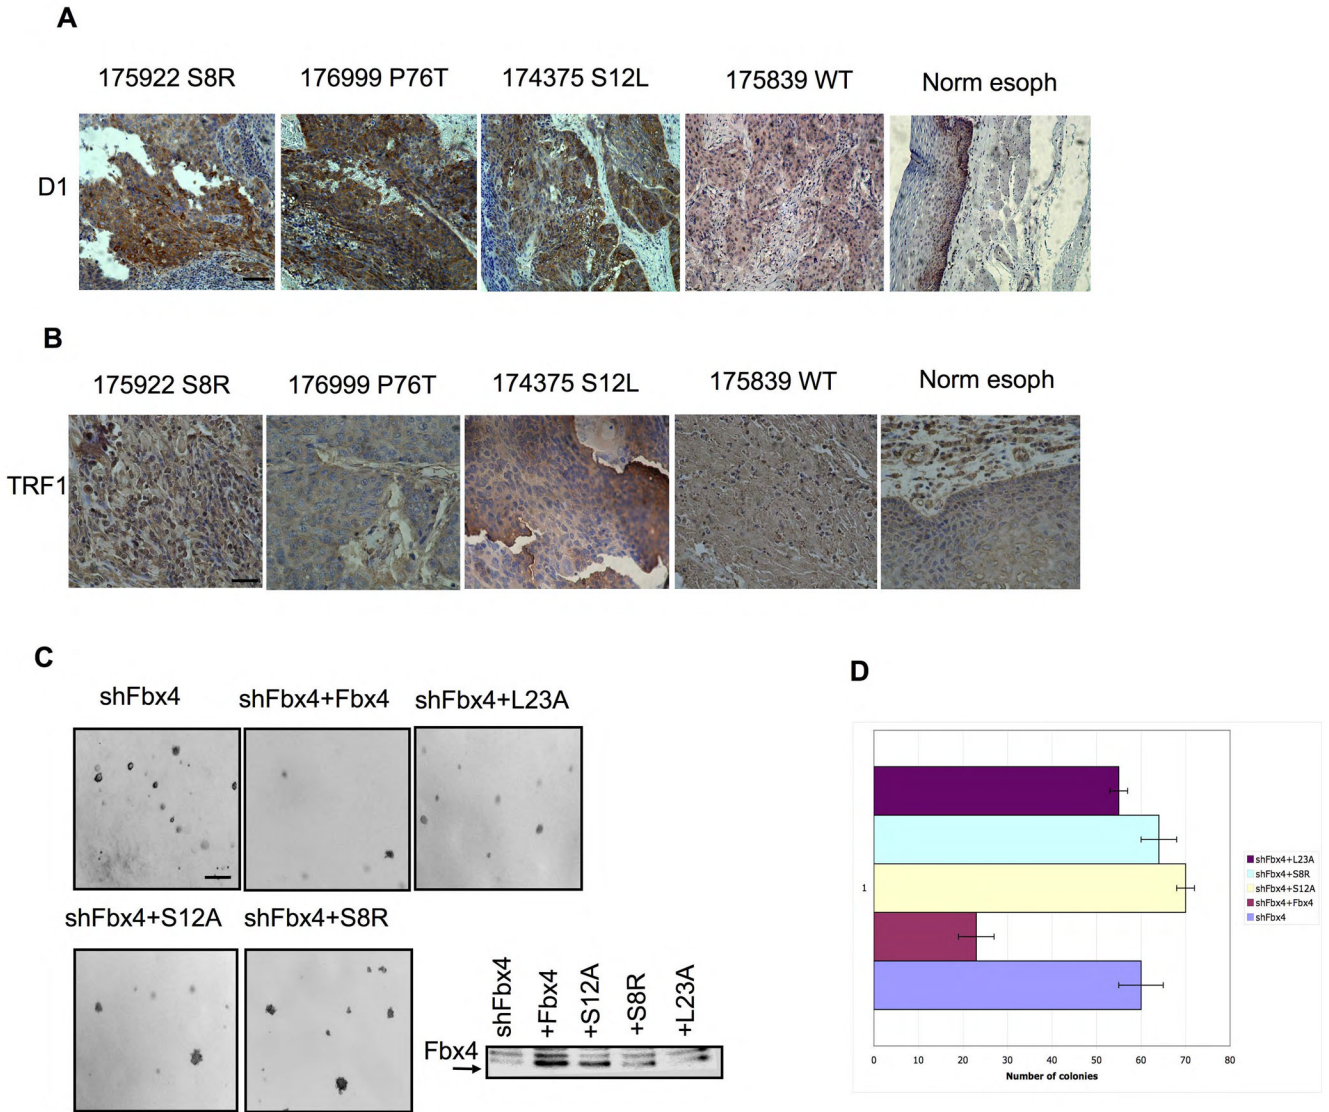 A
175922 S8R
176999 P76T
174375 S12L
175839 WT
Norm esoph
D1
B
175922 S8R
176999 P76T
174375 S12L
175839 WT
Norm esoph
TRF1
C
shFbx4
shFbx4+Fbx4
shFbx4+L23A
shFbx4+S12A
shFbx4+S8R
shFbx4
+Fbx4
+S12A
+S8R
+L23A
Fbx4
D
1
shFbx4+L23A
shFbx4+S8R
shFbx4+S12A
shFbx4+Fbx4
shFbx4
0 10 20 30 40 50 60 70 80
Number of colonies